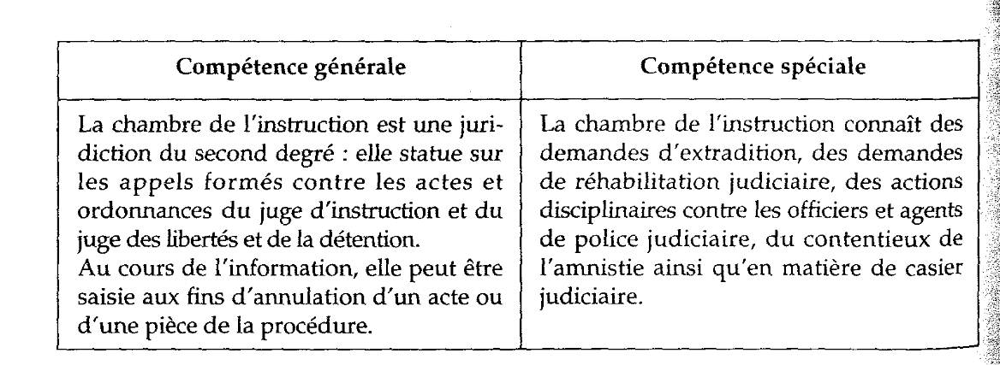 Compétence générale
Compétence spéciale
La chambre de l'instruction est une juri-
diction du second degré : elle statue sur
les appels formés contre les actes et
ordonnances du juge d'instruction et du
juge des libertés et de la détention.
Au cours de l'information, elle peut être
saisie aux fins d'annulation d'un acte ou
d'une pièce de la procédure.
La chambre de l'instruction connaît des
demandes d'extradition, des demandes
de réhabilitation judiciaire, des actions
disciplinaires contre les officiers et agents
de police judiciaire, du contentieux de
l'amnistie ainsi qu'en matière de casier
judiciaire.